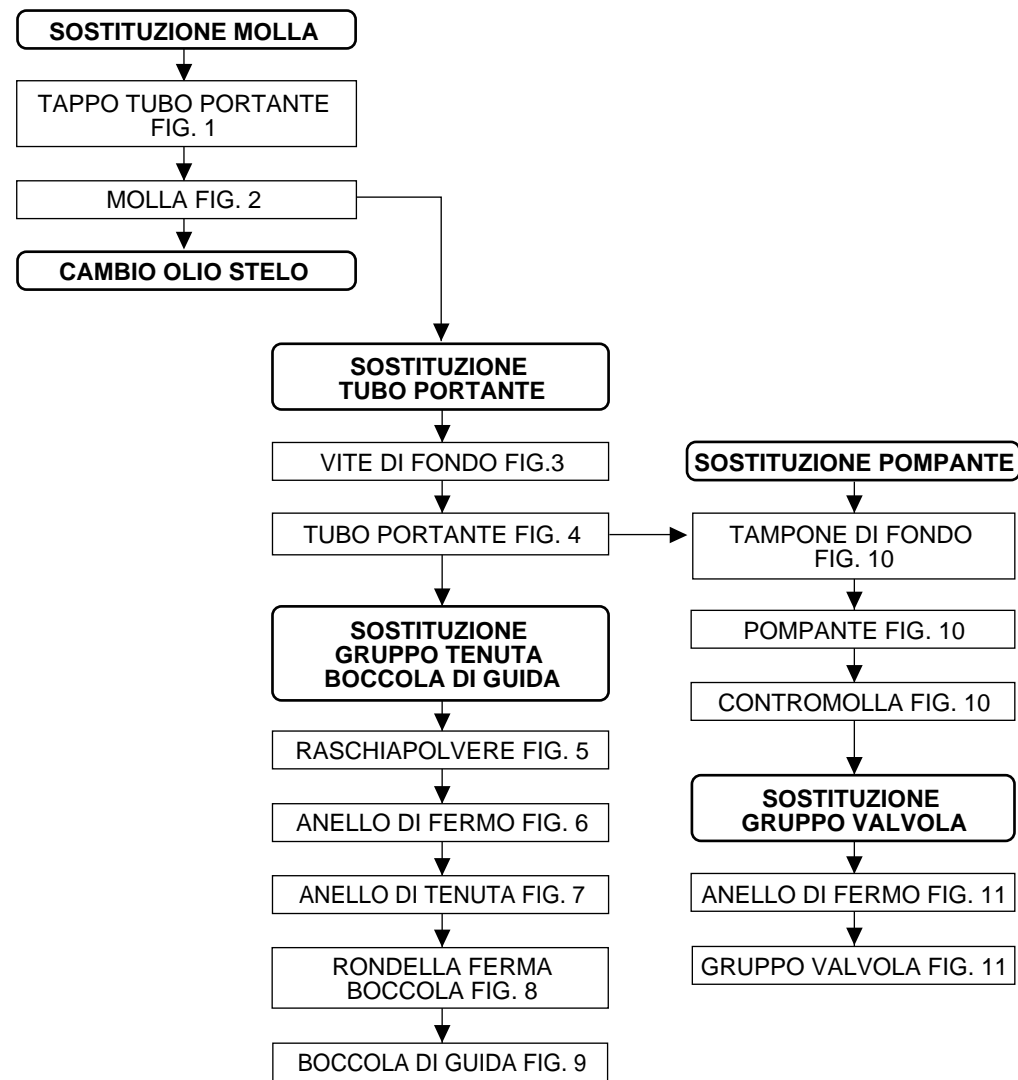 SOSTITUZIONE MOLLA
TAPPO TUBO PORTANTE
FIG. 1
MOLLA FIG. 2
CAMBIO OLIO STELO
SOSTITUZIONE
TUBO PORTANTE
VITE DI FONDO FIG.3
TUBO PORTANTE FIG. 4
SOSTITUZIONE
GRUPPO TENUTA
BOCCOLA DI GUIDA
RASCHIAPOLVERE FIG. 5
ANELLO DI FERMO FIG. 6
ANELLO DI TENUTA FIG. 7
RONDELLA FERMA
BOCCOLA FIG. 8
BOCCOLA DI GUIDA FIG. 9
SOSTITUZIONE POMPANTE
TAMPONE DI FONDO
FIG. 10
POMPANTE FIG. 10
CONTROMOLLA FIG. 10
SOSTITUZIONE
GRUPPO VALVOLA
ANELLO DI FERMO FIG. 11
GRUPPO VALVOLA FIG. 11